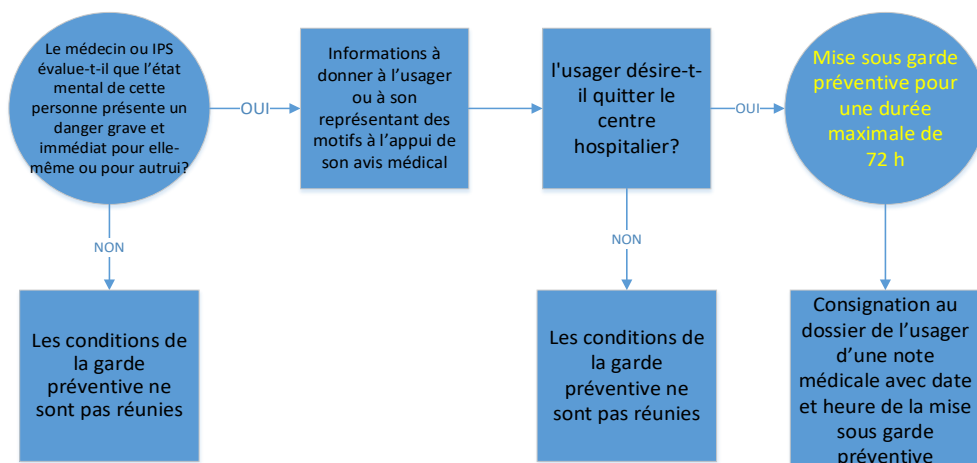 Le médecin ou IPS
évalue-t-il que l'état
mental de cette
personne présente un
danger grave et
immédiat pour elle-
même ou pour autrui?
OUI
Informations à
donner à l'usager
ou à son
représentant des
motifs à l'appui de
son avis médical
l'usager désire-t-
il quitter le
centre
hospitalier?
OUI
Mise sous garde
préventive pour
une durée
maximale de
72 h
NON
NON
Les conditions de
la garde
préventive ne
sont pas réunies
Les conditions de
la garde
préventive ne
sont pas réunies
Consignation au
dossier de l'usager
d'une note
médicale avec date
et heure de la mise
sous garde
préventive